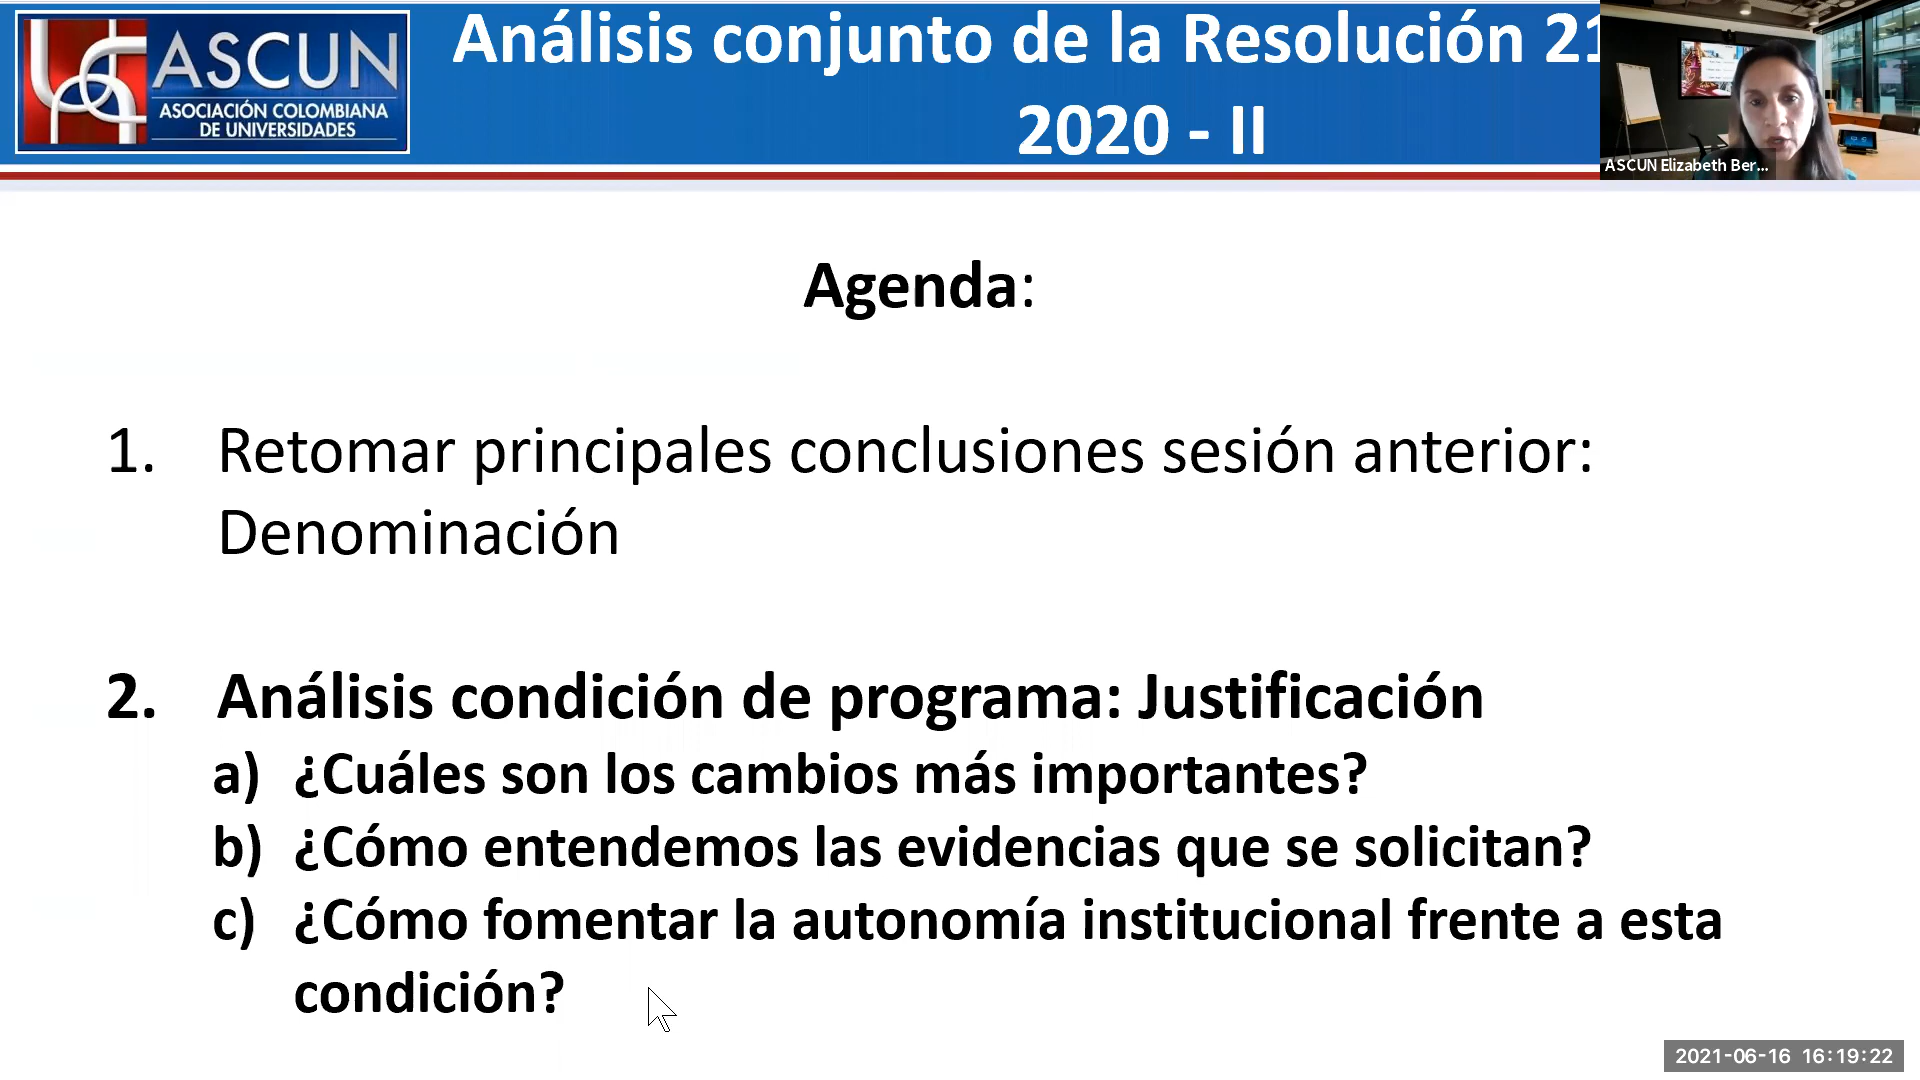 ASCUN
ASOCIACIÓN COLOMBIANA
DE UNIVERSIDADES
Análisis conjunto de la Resolución 21
2020 - II
ASCUN Elizabeth Ber...
Agenda:
1. Retomar principales conclusiones sesión anterior:
Denominación
2. Análisis condición de programa: Justificación
a) ¿Cuáles son los cambios más importantes?
b) ¿Cómo entendemos las evidencias que se solicitan?
c) ¿Cómo fomentar la autonomía institucional frente a esta
condición?
2021-06-16 16:19:22